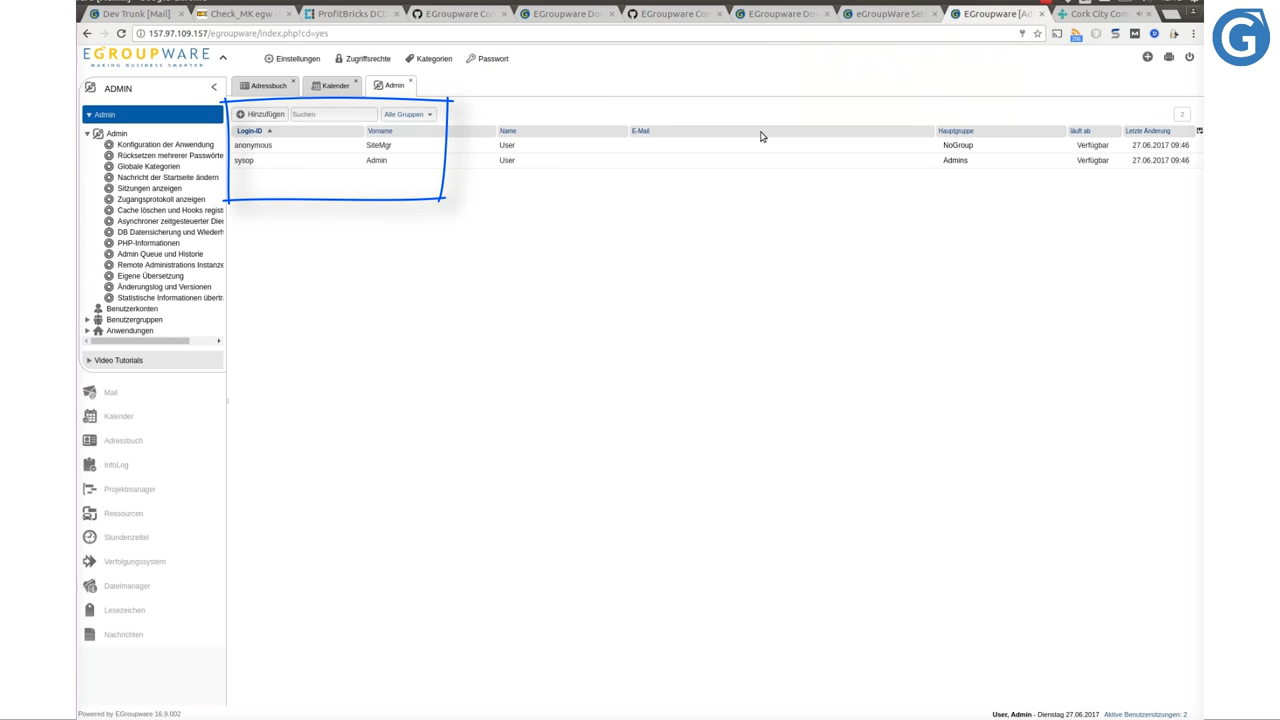 Dev Trunk [Mail]
Check_MK egw -
ProfitBricks DCD
EGroupware Co
EGroupware Do
EGroupware Com
EGroupware Dow
eGroupWare Set
EGroupware [Ad
Cork City Com
157.97.109.157/egroupware/index.php?cd=yes
EGROUPWARE
MAKING BUSINESS SMARTER
Einstellungen
Zugriffsrechte
Kategorien
Passwort
ADMIN
Adressbuch
Kalender
Admin
Admin
Hinzufügen
Suchen
Alle Gruppen
2
Login-ID Vorname Name E-Mail Hauptgruppe läuft ab Letzte Änderung
anonymous SiteMgr User NoGroup Verfügbar 27.06.2017 09:46
sysop Admin User Admins Verfügbar 27.06.2017 09:46
Admin
Konfiguration der Anwendung
Rücksetzen mehrerer Passwörte
Globale Kategorien
Nachricht der Startseite ändern
Sitzungen anzeigen
Zugangsprotokoll anzeigen
Cache löschen und Hooks regist
Asynchroner zeitgesteuerter Dien
DB Datensicherung und Wiederh
PHP-Informationen
Admin Queue und Historie
Remote Administrations Instanze
Eigene Übersetzung
Änderungslog und Versionen
Statistische Informationen übertr
Benutzerkonten
Benutzergruppen
Anwendungen
Video Tutorials
Mail
Kalender
Adressbuch
InfoLog
Projektmanager
Ressourcen
Stundenzettel
Verfolgungssystem
Dateimanager
Lesezeichen
Nachrichten
Powered by EGroupware 16.9.002
User, Admin - Dienstag 27.06.2017 Aktive Benutzersitzungen: 2